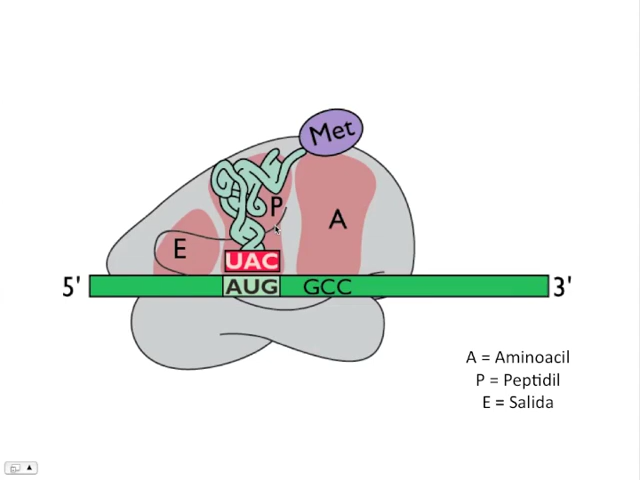 Met
P
A
E
UAC
5' AUG GCC 3'
A = Aminoacil
P = Peptidil
E = Salida